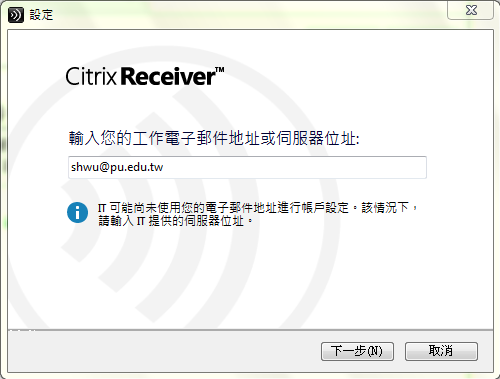 設定
Citrix Receiver™
輸入您的工作電子郵件地址或伺服器位址:
shwu@pu.edu.tw
IT 可能尚未使用您的電子郵件地址進行帳戶設定。該情況下，
請輸入 IT 提供的伺服器位址。
下一步(N)
取消